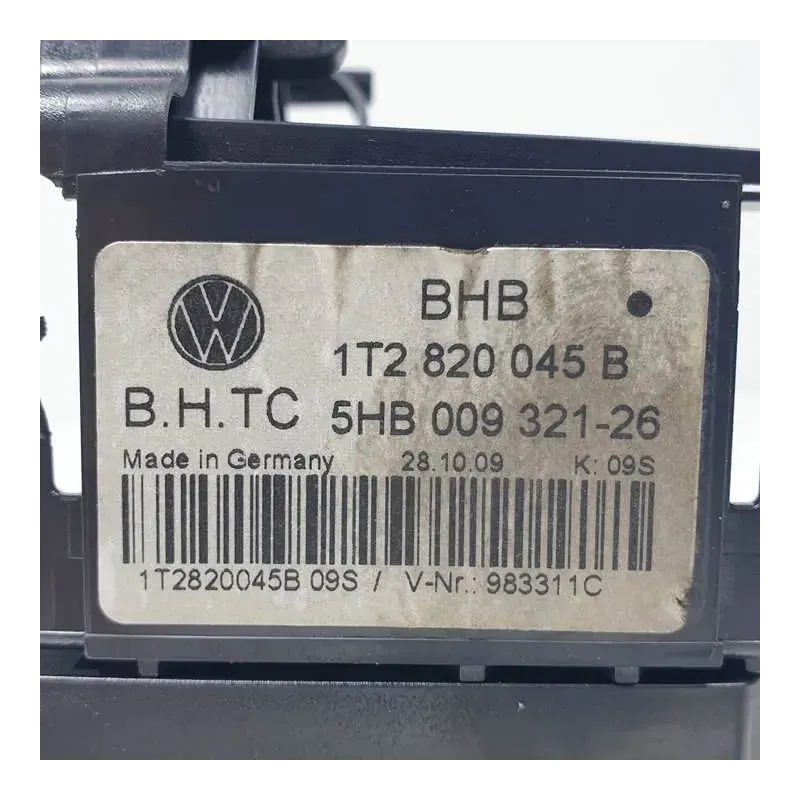 BHB
1T2 820 045 B
B.H.TC 5HB 009 321-26
Made in Germany 28.10.09 K: 09S
1T2820045B 09S / V-Nr.: 983311C